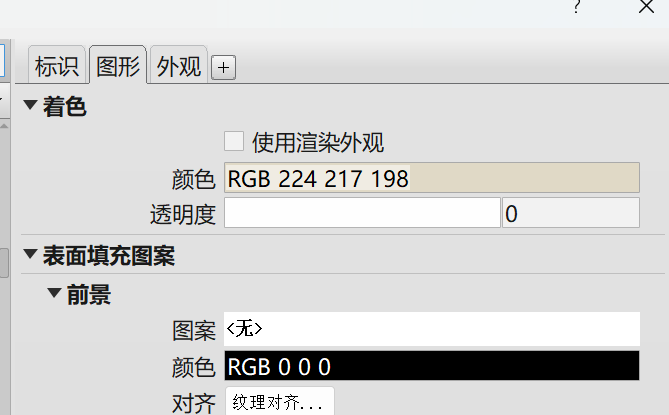 ?
标识 图形 外观 +
着色
使用渲染外观
颜色 RGB 224 217 198
透明度 0
表面填充图案
前景
图案 <无>
颜色 RGB 0 0 0
对齐 纹理对齐...